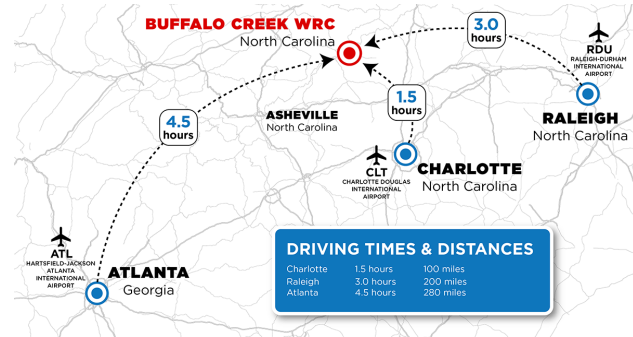 BUFFALO CREEK WRC
North Carolina
3.0
hours
RDU
RALEIGH-DURHAM
INTERNATIONAL
AIRPORT
RALEIGH
North Carolina
4.5
hours
ASHEVILLE
North Carolina
1.5
hours
CLT
CHARLOTTE DOUGLAS
INTERNATIONAL
AIRPORT
CHARLOTTE
North Carolina
ATL
HARTSFIELD-JACKSON
ATLANTA
INTERNATIONAL
AIRPORT
ATLANTA
Georgia
DRIVING TIMES & DISTANCES
Charlotte 1.5 hours 100 miles
Raleigh 3.0 hours 200 miles
Atlanta 4.5 hours 280 miles